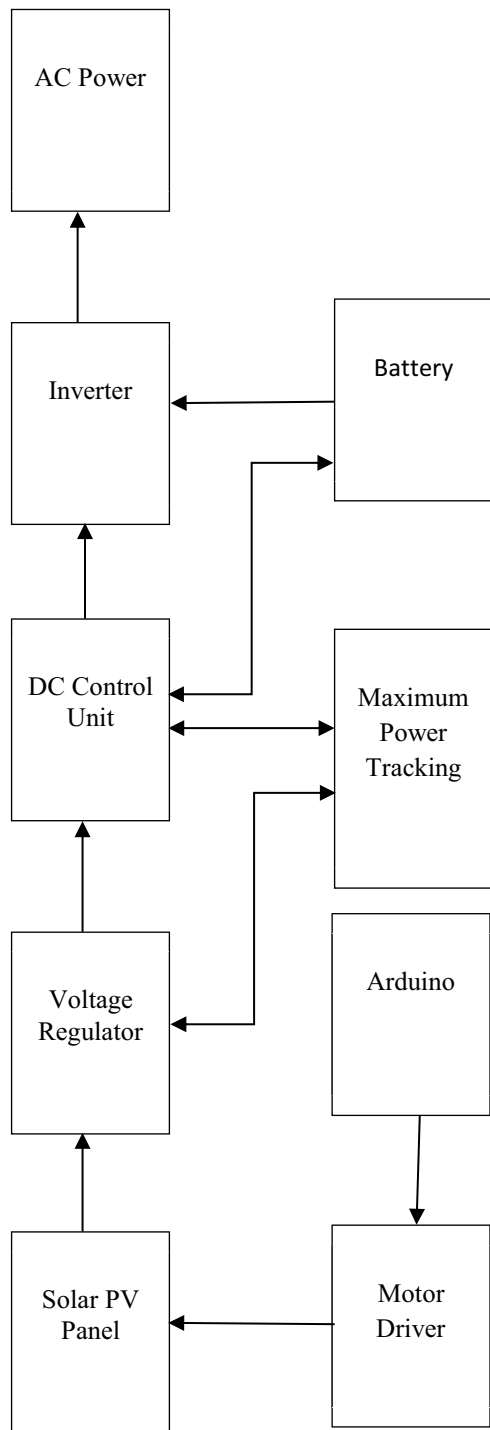 AC Power
Inverter
Battery
DC Control
Unit
Maximum
Power
Tracking
Voltage
Regulator
Arduino
Solar PV
Panel
Motor
Driver